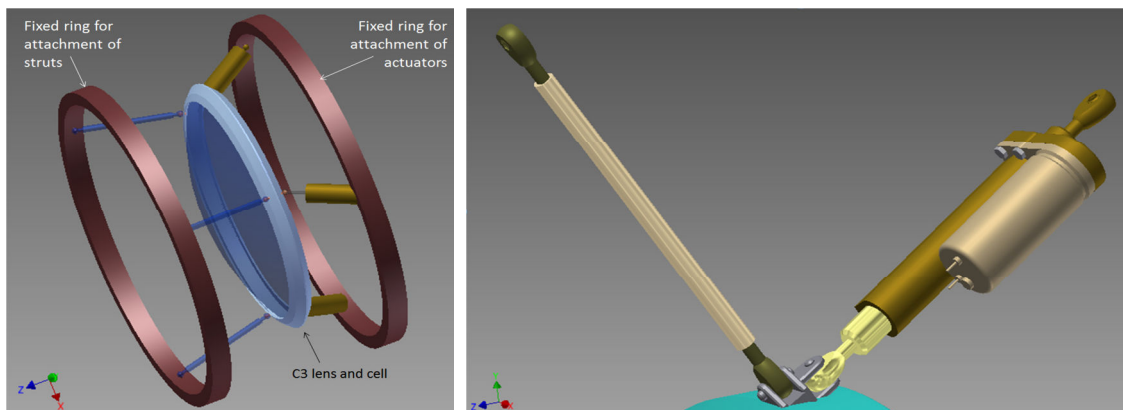 Fixed ring for
attachment of
struts
Fixed ring for
attachment of
actuators
C3 lens and cell
Z
X
Z
Y
X